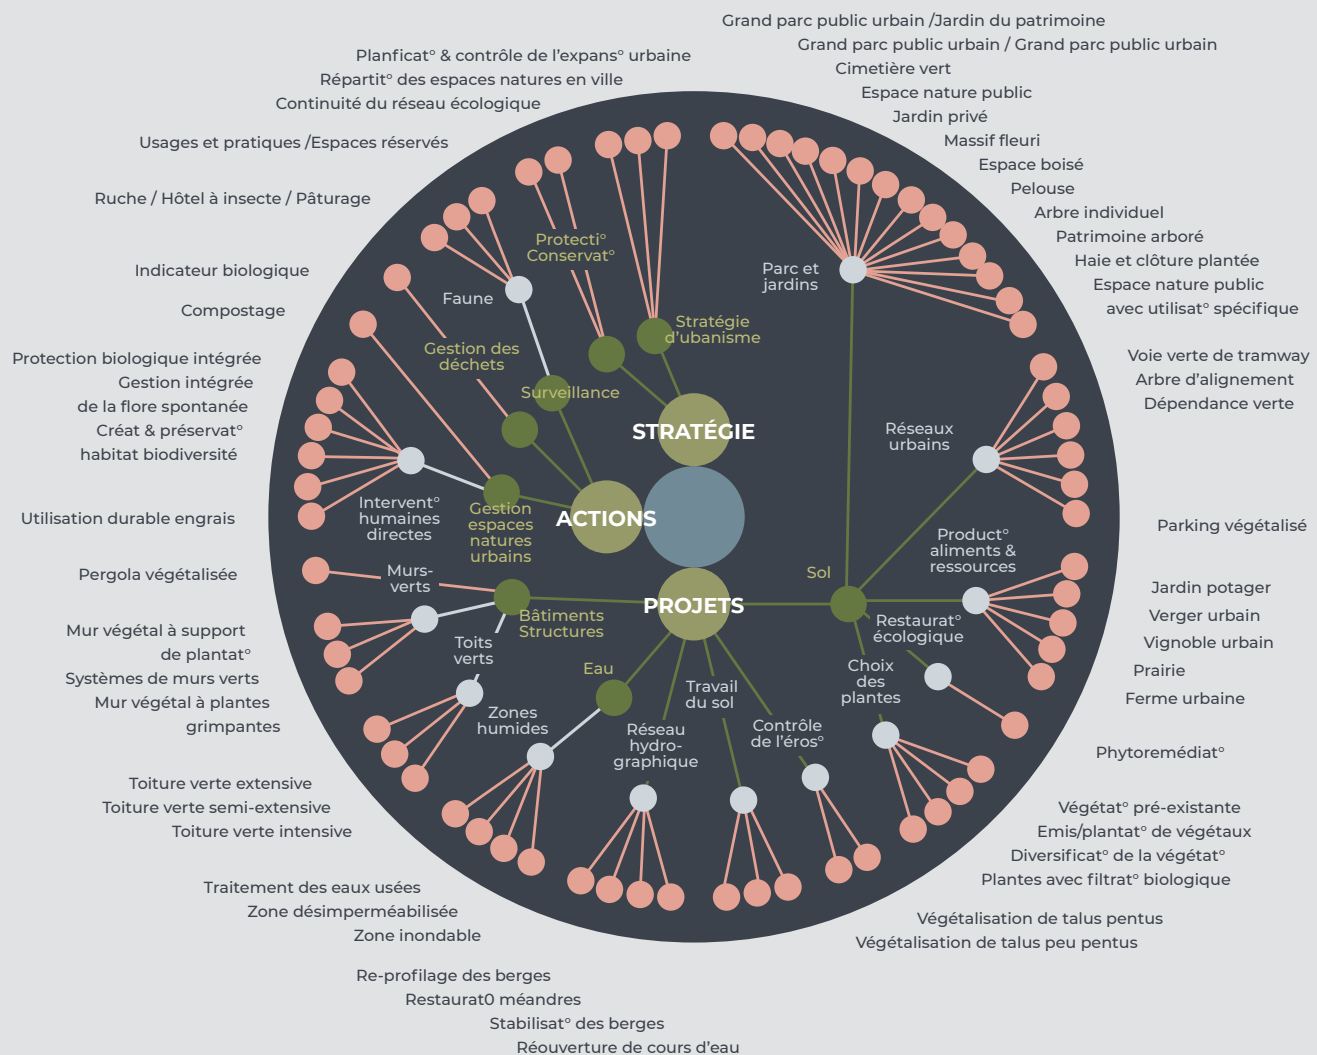 Grand parc public urbain /Jardin du patrimoine
Grand parc public urbain / Grand parc public urbain
Cimetière vert
Espace nature public
Jardin privé
Massif fleuri
Espace boisé
Pelouse
Arbre individuel
Patrimoine arboré
Haie et clôture plantée
Espace nature public
avec utilisat° spécifique
Voie verte de tramway
Arbre d'alignement
Dépendance verte
Parking végétalisé
Jardin potager
Verger urbain
Vignoble urbain
Prairie
Ferme urbaine
Phytoremédiat°
Végétat° pré-existante
Emis/plantat° de végétaux
Diversificat° de la végétat°
Plantes avec filtrat° biologique
Végétalisation de talus pentus
Végétalisation de talus peu pentus
Planficat° & contrôle de l'expans° urbaine
Répartit° des espaces natures en ville
Continuité du réseau écologique
Usages et pratiques /Espaces réservés
Ruche / Hôtel à insecte / Pâturage
Indicateur biologique
Compostage
Protection biologique intégrée
Gestion intégrée
de la flore spontanée
Créat & préservat°
habitat biodiversité
Utilisation durable engrais
Pergola végétalisée
Mur végétal à support
de plantat°
Systèmes de murs verts
Mur végétal à plantes
grimpantes
Toiture verte extensive
Toiture verte semi-extensive
Toiture verte intensive
Traitement des eaux usées
Zone désimperméabilisée
Zone inondable
Re-profilage des berges
Restaurat0 méandres
Stabilisat° des berges
Réouverture de cours d'eau
Protecti°
Conservat°
Stratégie
d'ubanisme
Faune
Gestion des
déchets
Surveillance
STRATÉGIE
Intervent°
humaines
directes
Gestion
espaces
natures
urbains
ACTIONS
Parc et
jardins
Réseaux
urbains
Product°
aliments &
ressources
Sol
Restaurat°
écologique
Choix
des
plantes
PROJETS
Murs-
verts
Bâtiments
Structures
Toits
verts
Eau
Zones
humides
Réseau
hydro-
graphique
Travail
du sol
Contrôle
de l'éros°